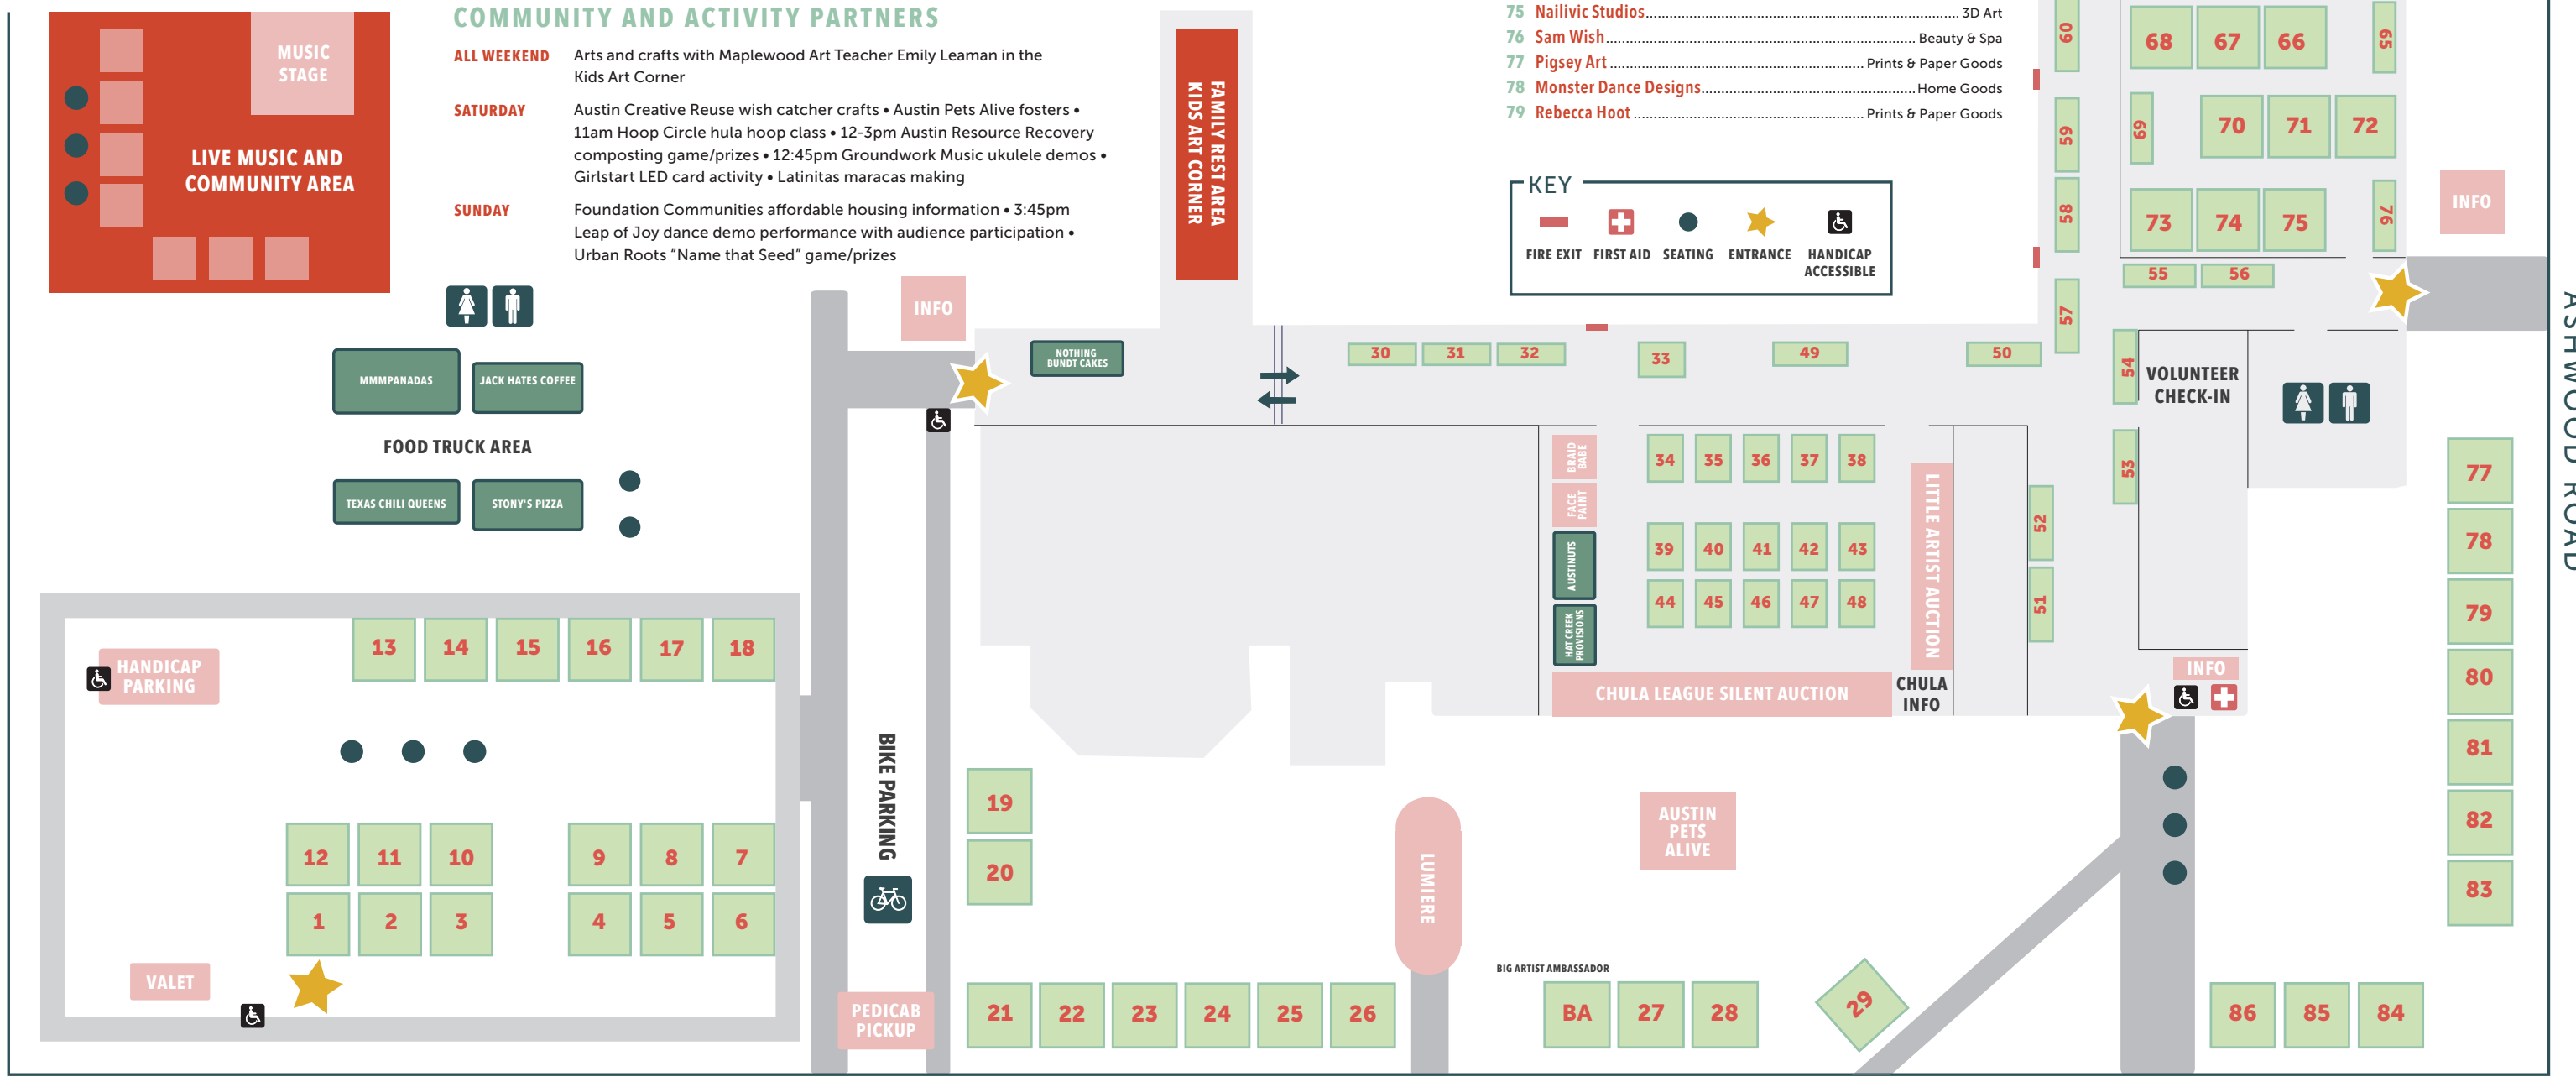 COMMUNITY AND ACTIVITY PARTNERS
ALL WEEKEND
Arts and crafts with Maplewood Art Teacher Emily Leaman in the
Kids Art Corner
SATURDAY
Austin Creative Reuse wish catcher crafts • Austin Pets Alive fosters •
11am Hoop Circle hula hoop class • 12-3pm Austin Resource Recovery
composting game/prizes • 12:45pm Groundwork Music ukulele demos •
Girlstart LED card activity • Latinitas maracas making
SUNDAY
Foundation Communities affordable housing information • 3:45pm
Leap of Joy dance demo performance with audience participation •
Urban Roots “Name that Seed” game/prizes
MUSIC
STAGE
LIVE MUSIC AND
COMMUNITY AREA
FAMILY REST AREA
KIDS ART CORNER
75 Nailivic Studios 3D Art
76 Sam Wish Beauty & Spa
77 Pigsey Art Prints & Paper Goods
78 Monster Dance Designs Home Goods
79 Rebecca Hoot Prints & Paper Goods
KEY
FIRE EXIT
FIRST AID
SEATING
ENTRANCE
HANDICAP
ACCESSIBLE
60
68
67
66
65
59
69
70
71
72
58
73
74
75
76
INFO
55
56
57
ASHWOOD ROAD
INFO
NOTHING
BUNDT CAKES
30
31
32
33
49
50
54
VOLUNTEER
CHECK-IN
53
MMMPANADAS
JACK HATES COFFEE
FOOD TRUCK AREA
TEXAS CHILI QUEENS
STONY'S PIZZA
BRAID
BABE
FACE
PAINT
AUSTINUTS
HAT CREEK
PROVISIONS
34
35
36
37
38
39
40
41
42
43
44
45
46
47
48
LITTLE ARTIST AUCTION
CHULA LEAGUE SILENT AUCTION
CHULA
INFO
52
51
INFO
77
78
79
80
81
82
83
HANDICAP
PARKING
13
14
15
16
17
18
12
11
10
9
8
7
1
2
3
4
5
6
VALET
BIKE PARKING
PEDICAB
PICKUP
19
20
21
22
23
24
25
26
LUMIERE
AUSTIN
PETS
ALIVE
BIG ARTIST AMBASSADOR
BA
27
28
29
86
85
84